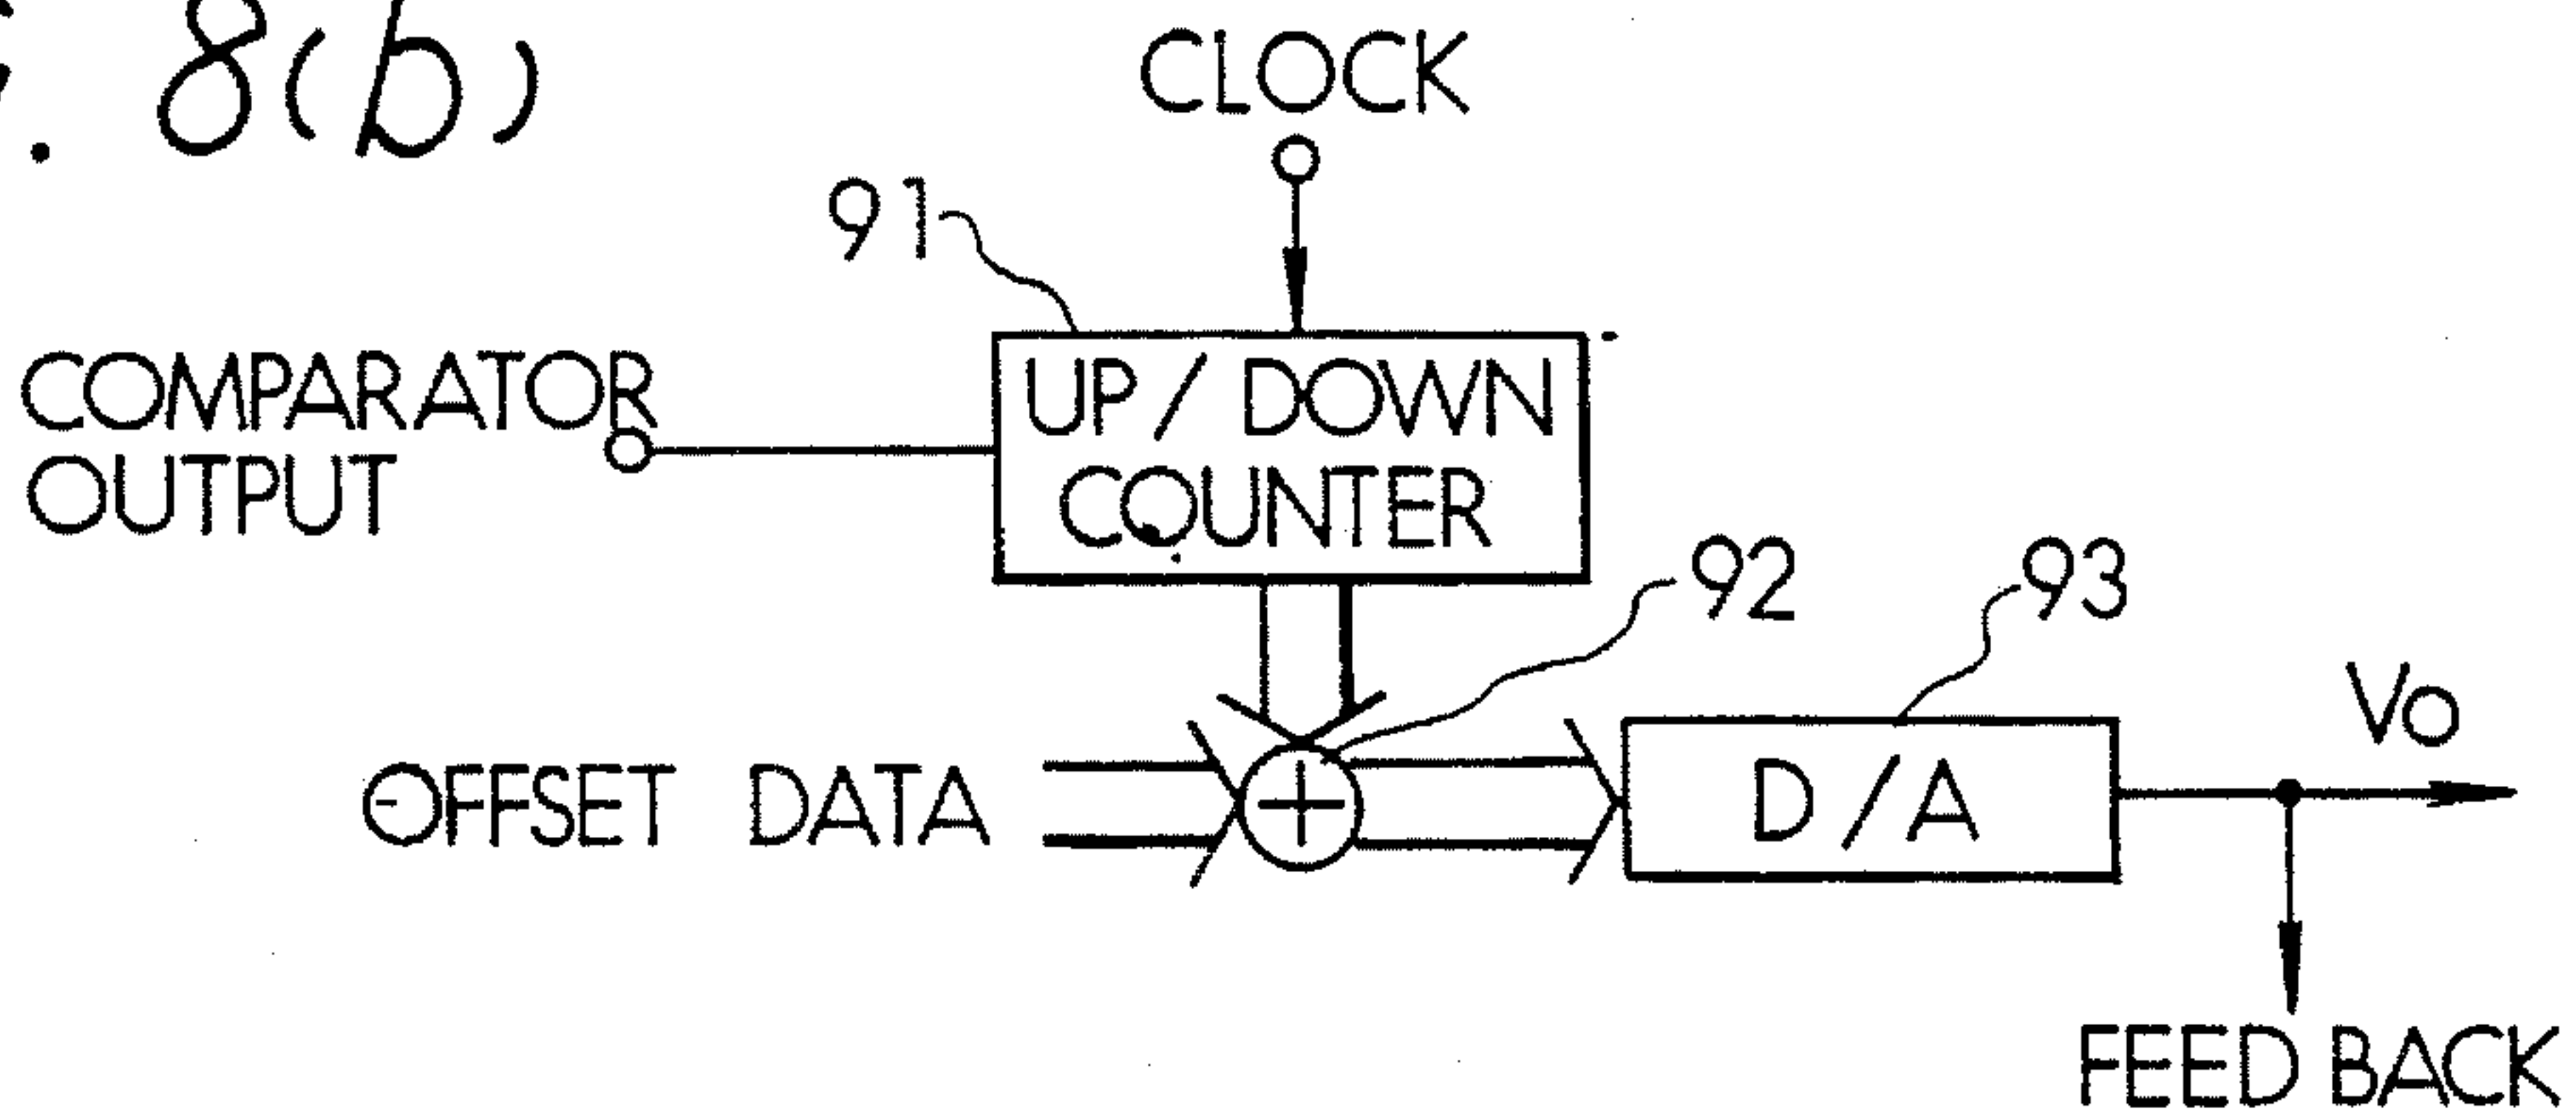 . 8(b)
CLOCK
91
COMPARATOR
OUTPUT
UP/DOWN
COUNTER
92
93
OFFSET DATA
+
D/A
Vo
FEED BACK